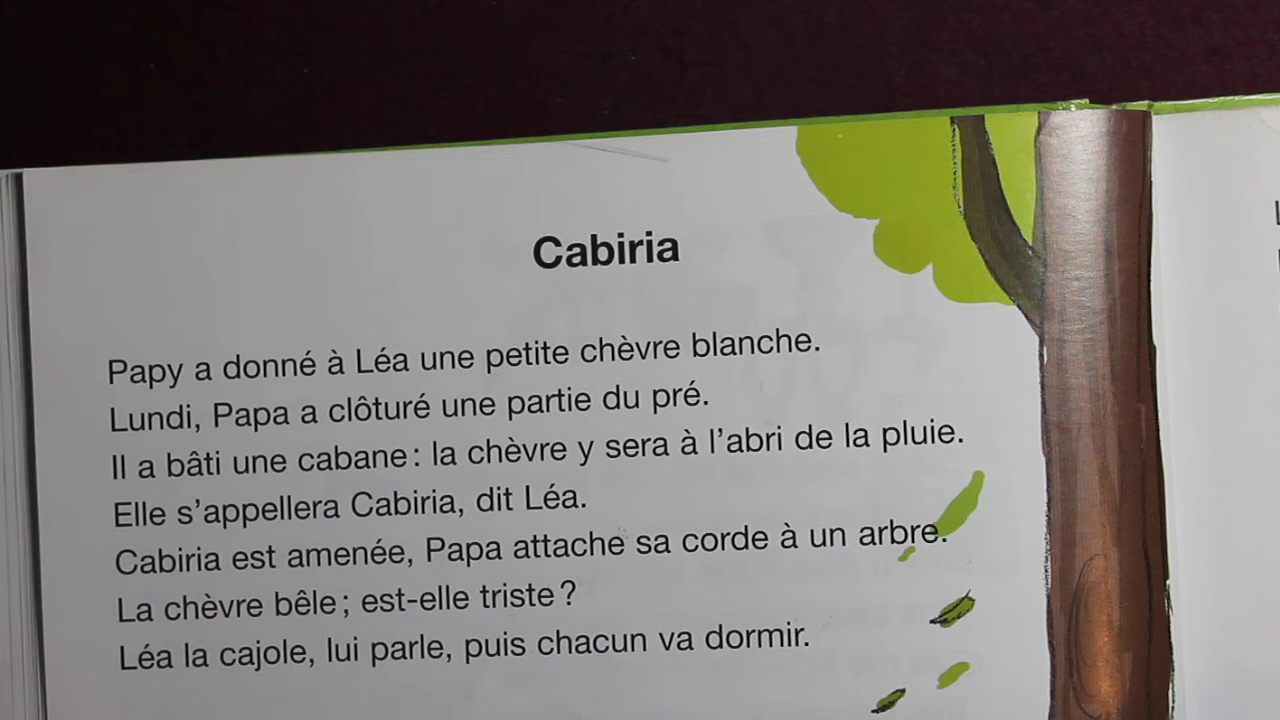 Cabiria
Papy a donné à Léa une petite chèvre blanche.
Lundi, Papa a clôturé une partie du pré.
Il a bâti une cabane : la chèvre y sera à l'abri de la pluie.
Elle s'appellera Cabiria, dit Léa.
Cabiria est amenée, Papa attache sa corde à un arbre.
La chèvre bêle ; est-elle triste ?
Léa la cajole, lui parle, puis chacun va dormir.